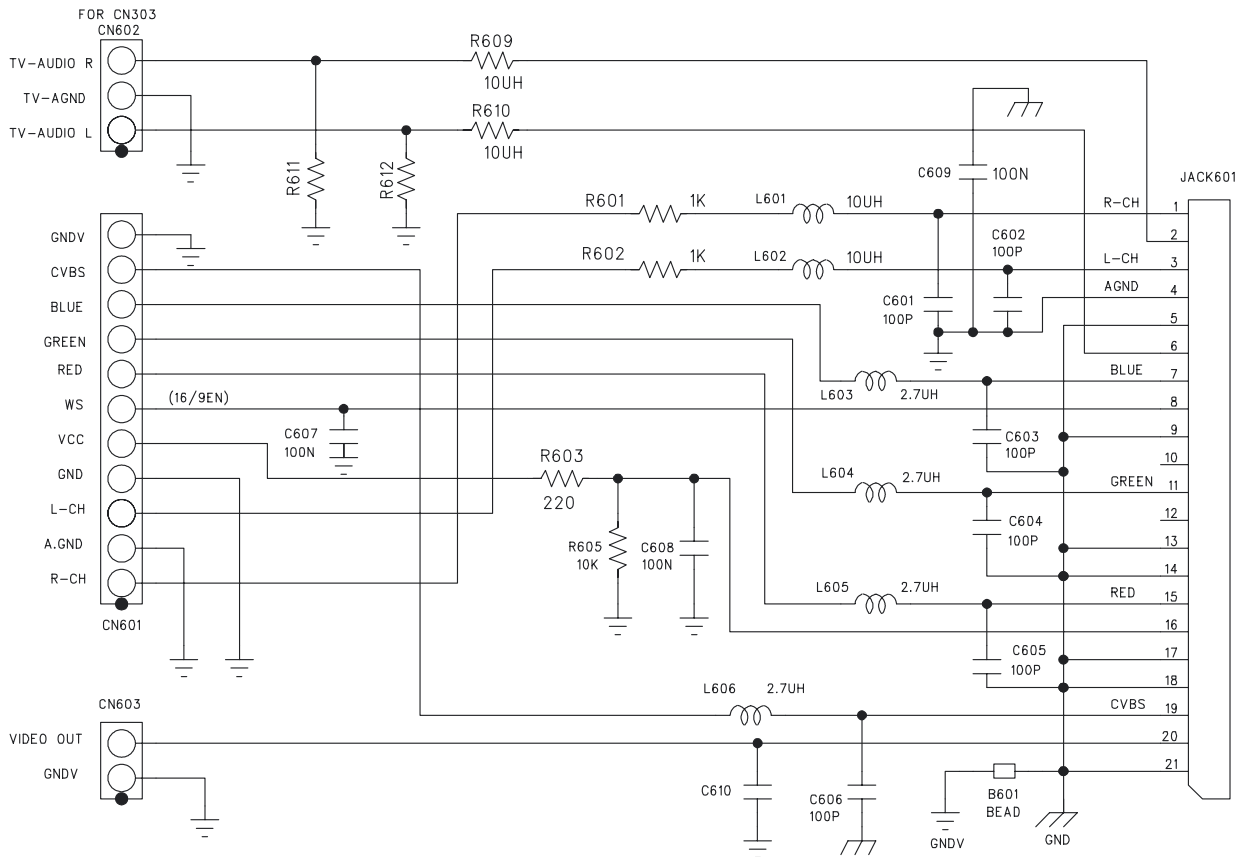 FOR CN303
CN602
TV-AUDIO R
TV-AGND
TV-AUDIO L
R609
10UH
R610
10UH
R611
R612
C609
100N
JACK601
R601
1K
L601
10UH
R-CH
R602
1K
L602
10UH
C602
100P
L-CH
AGND
C601
100P
GNDV
CVBS
BLUE
GREEN
RED
WS
VCC
GND
L-CH
A.GND
R-CH
CN601
(16/9EN)
C607
100N
R603
220
R605
10K
C608
100N
L603
2.7UH
BLUE
C603
100P
L604
2.7UH
GREEN
C604
100P
L605
2.7UH
RED
C605
100P
L606
2.7UH
CVBS
1
2
3
4
5
6
7
8
9
10
11
12
13
14
15
16
17
18
19
20
21
CN603
VIDEO OUT
GNDV
C610
C606
100P
B601
BEAD
GNDV
GND